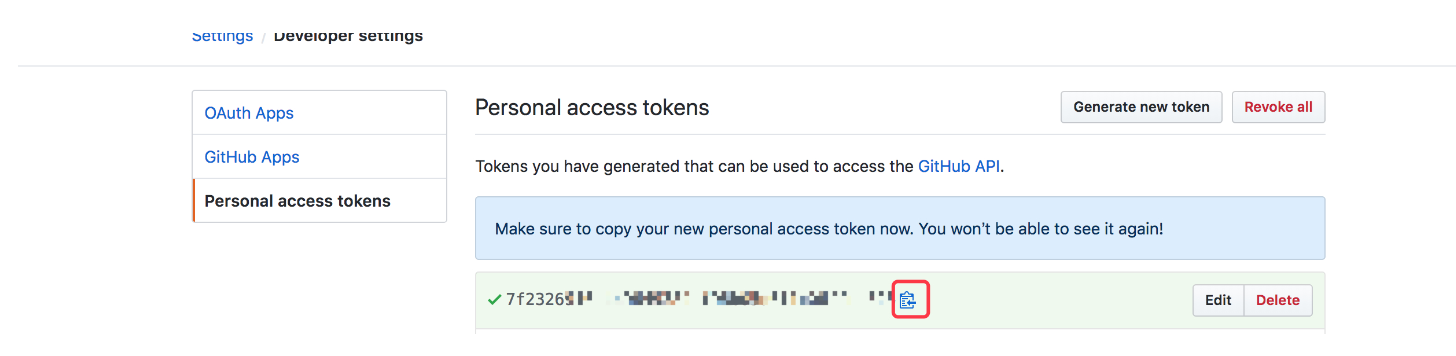 Settings / Developer settings
OAuth Apps
GitHub Apps
Personal access tokens
Personal access tokens
Generate new token
Revoke all
Tokens you have generated that can be used to access the GitHub API.
Make sure to copy your new personal access token now. You won't be able to see it again!
7f2326
Edit
Delete